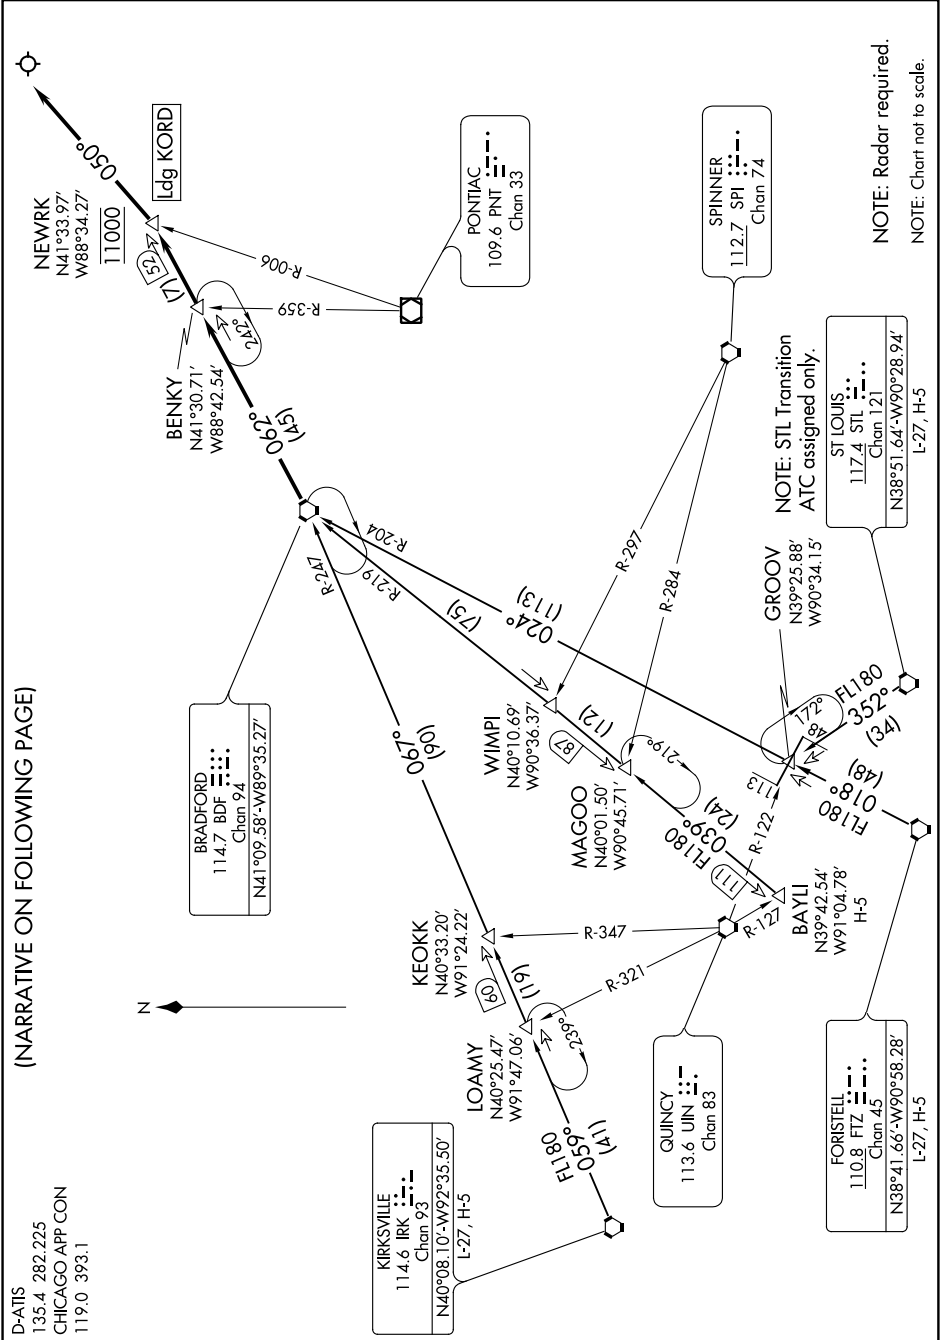 (NARRATIVE ON FOLLOWING PAGE)
D-ATIS
135.4 282.225
CHICAGO APP CON
119.0 393.1
050°
NEWRK
N41°33.97'
W88°34.27'
11000
Ldg KORD
52
(7)
R-006
R-359
242°
BENKY
N41°30.71'
W88°42.54'
062°
(45)
PONTIAC
109.6 PNT
Chan 33
SPINNER
112.7 SPI
Chan 74
NOTE: Radar required.
NOTE: Chart not to scale.
R-204
R-219
R-247
(75)
024°
(113)
R-297
R-284
BRADFORD
114.7 BDF
Chan 94
N41°09.58'-W89°35.27'
067°
(90)
WIMPI
N40°10.69'
W90°36.37'
87
(12)
MAGOO
N40°01.50'
W90°45.71'
219°
FL180
039°
(24)
111
NOTE: STL Transition
ATC assigned only.
ST LOUIS
117.4 STL
Chan 121
N38°51.64'-W90°28.94'
L-27, H-5
GROOV
N39°25.88'
W90°34.15'
172°
48
FL180
352°
(34)
113
R-122
FL180
018°
(48)
KEOKK
N40°33.20'
W91°24.22'
60
(19)
R-347
R-321
R-127
BAYLI
N39°42.54'
W91°04.78'
H-5
LOAMY
N40°25.47'
W91°47.06'
239°
FL180
059°
(41)
N
QUINCY
113.6 UIN
Chan 83
KIRKSVILLE
114.6 IRK
Chan 93
N40°08.10'-W92°35.50'
L-27, H-5
FORISTELL
110.8 FTZ
Chan 45
N38°41.66'-W90°58.28'
L-27, H-5